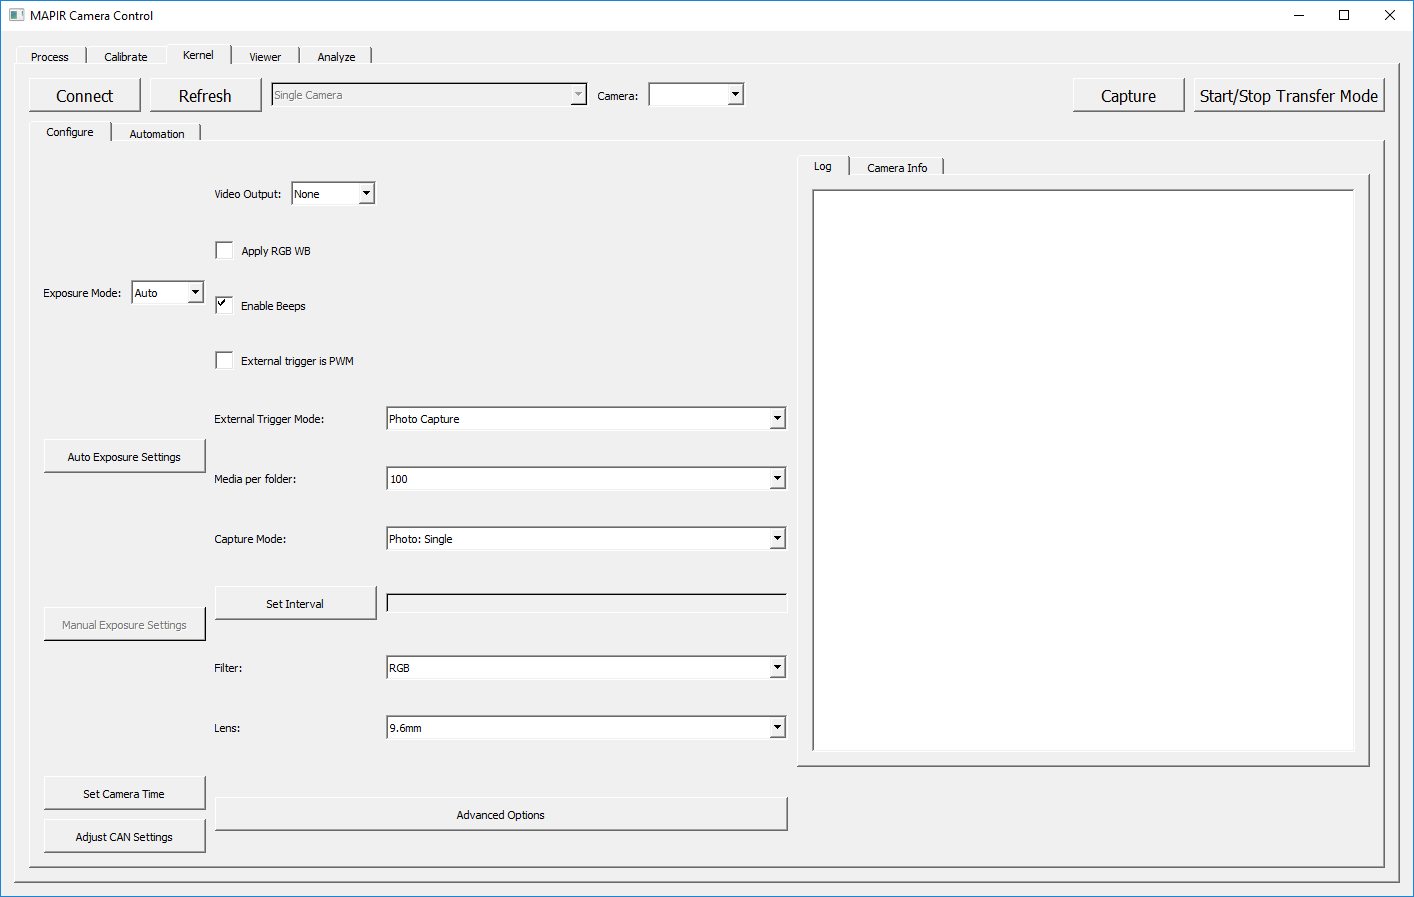 MAPIR Camera Control
Process Calibrate Kernel Viewer Analyze
Connect Refresh Single Camera Camera: Capture Start/Stop Transfer Mode
Configure Automation
Log Camera Info
Video Output: None
Apply RGB WB
Exposure Mode: Auto
Enable Beeps
External trigger is PWM
External Trigger Mode: Photo Capture
Auto Exposure Settings
Media per folder: 100
Capture Mode: Photo: Single
Set Interval
Manual Exposure Settings
Filter: RGB
Lens: 9.6mm
Set Camera Time
Advanced Options
Adjust CAN Settings